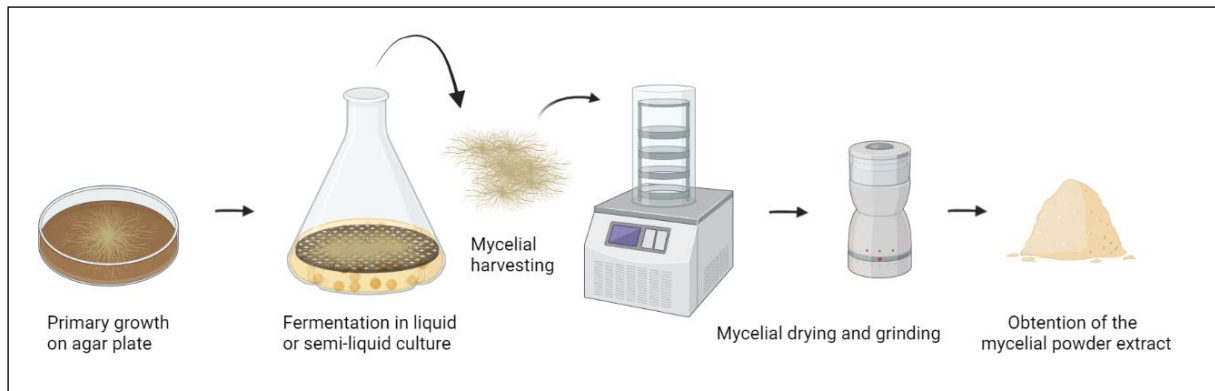 Primary growth
on agar plate
Fermentation in liquid
or semi-liquid culture
Mycelial
harvesting
Mycelial drying and grinding
Obtention of the
mycelial powder extract